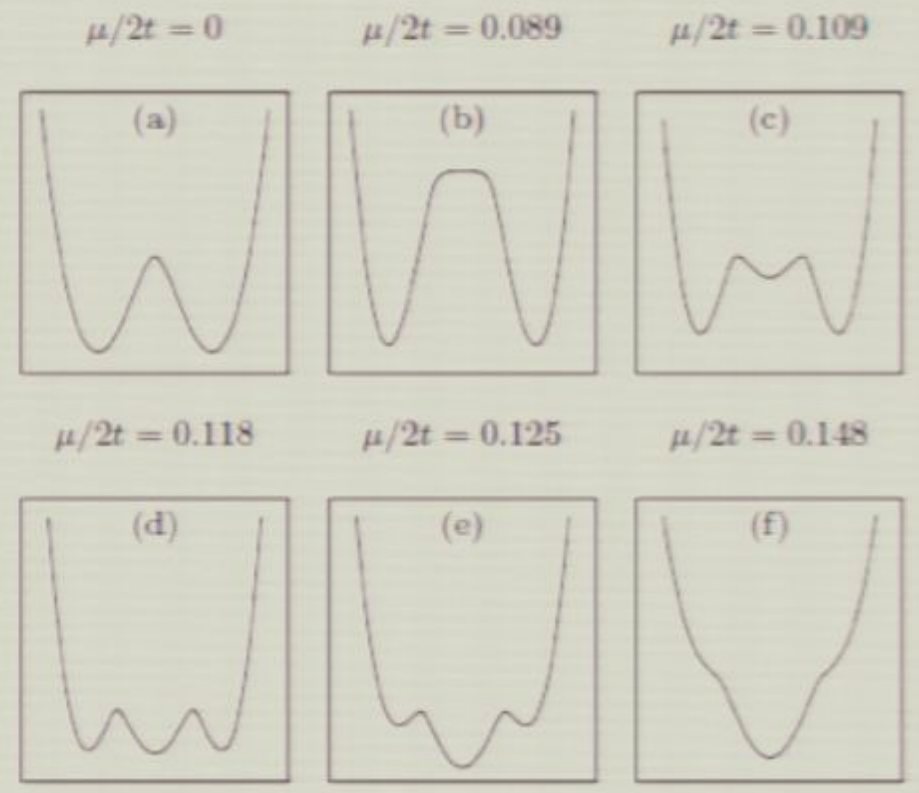 μ/2t = 0 μ/2t = 0.089 μ/2t = 0.109
(a) (b) (c)
μ/2t = 0.118 μ/2t = 0.125 μ/2t = 0.148
(d) (e) (f)